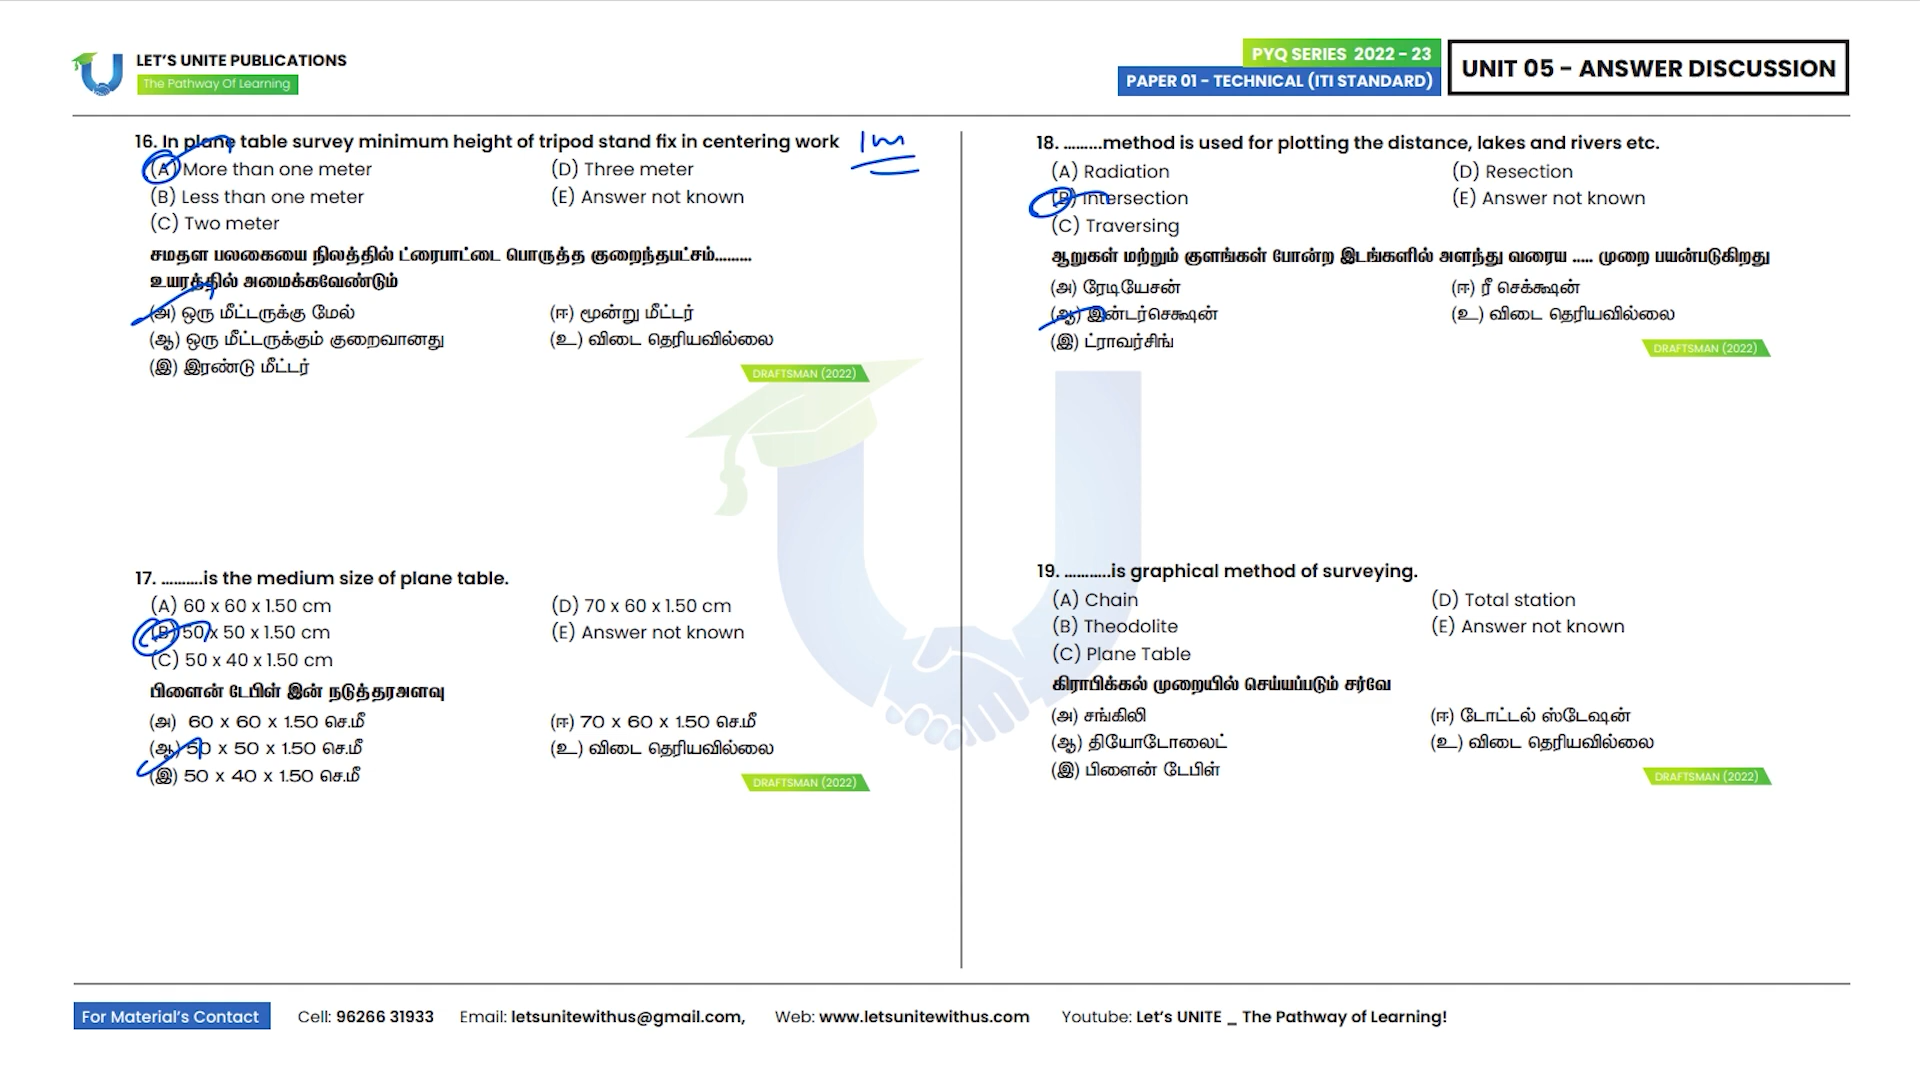 LET'S UNITE PUBLICATIONS
The Pathway Of Learning
PYQ SERIES 2022 - 23
PAPER 01 - TECHNICAL (ITI STANDARD)
UNIT 05 - ANSWER DISCUSSION
16. In plane table survey minimum height of tripod stand fix in centering work 1m
(A) More than one meter
(D) Three meter
(B) Less than one meter
(E) Answer not known
(C) Two meter
சமதள பலகையை நிலத்தில் ட்ரைபாட்டை பொருத்த குறைந்தபட்சம்.........
உயரத்தில் அமைக்கவேண்டும்
(அ) ஒரு மீட்டருக்கு மேல்
(ஈ) மூன்று மீட்டர்
(ஆ) ஒரு மீட்டருக்கும் குறைவானது
(உ) விடை தெரியவில்லை
(இ) இரண்டு மீட்டர்
DRAFTSMAN (2022)
17. ..........is the medium size of plane table.
(A) 60 x 60 x 1.50 cm
(D) 70 x 60 x 1.50 cm
(B) 50 x 50 x 1.50 cm
(E) Answer not known
(C) 50 x 40 x 1.50 cm
பிளைன் டேபிள் இன் நடுத்தரஅளவு
(அ) 60 x 60 x 1.50 செ.மீ
(ஈ) 70 x 60 x 1.50 செ.மீ
(ஆ) 50 x 50 x 1.50 செ.மீ
(உ) விடை தெரியவில்லை
(இ) 50 x 40 x 1.50 செ.மீ
DRAFTSMAN (2022)
18. .........method is used for plotting the distance, lakes and rivers etc.
(A) Radiation
(D) Resection
(B) Intersection
(E) Answer not known
(C) Traversing
ஆறுகள் மற்றும் குளங்கள் போன்ற இடங்களில் அளந்து வரைய ..... முறை பயன்படுகிறது
(அ) ரேடியேசன்
(ஈ) ரீ செக்க்ஷன்
(ஆ) இன்டர்செக்ஷன்
(உ) விடை தெரியவில்லை
(இ) ட்ராவர்சிங்
DRAFTSMAN (2022)
19. ...........is graphical method of surveying.
(A) Chain
(D) Total station
(B) Theodolite
(E) Answer not known
(C) Plane Table
கிராபிக்கல் முறையில் செய்யப்படும் சர்வே
(அ) சங்கிலி
(ஈ) டோட்டல் ஸ்டேஷன்
(ஆ) தியோடோலைட்
(உ) விடை தெரியவில்லை
(இ) பிளைன் டேபிள்
DRAFTSMAN (2022)
For Material's Contact
Cell: 96266 31933 Email: letsunitewithus@gmail.com, Web: www.letsunitewithus.com Youtube: Let's UNITE _ The Pathway of Learning!